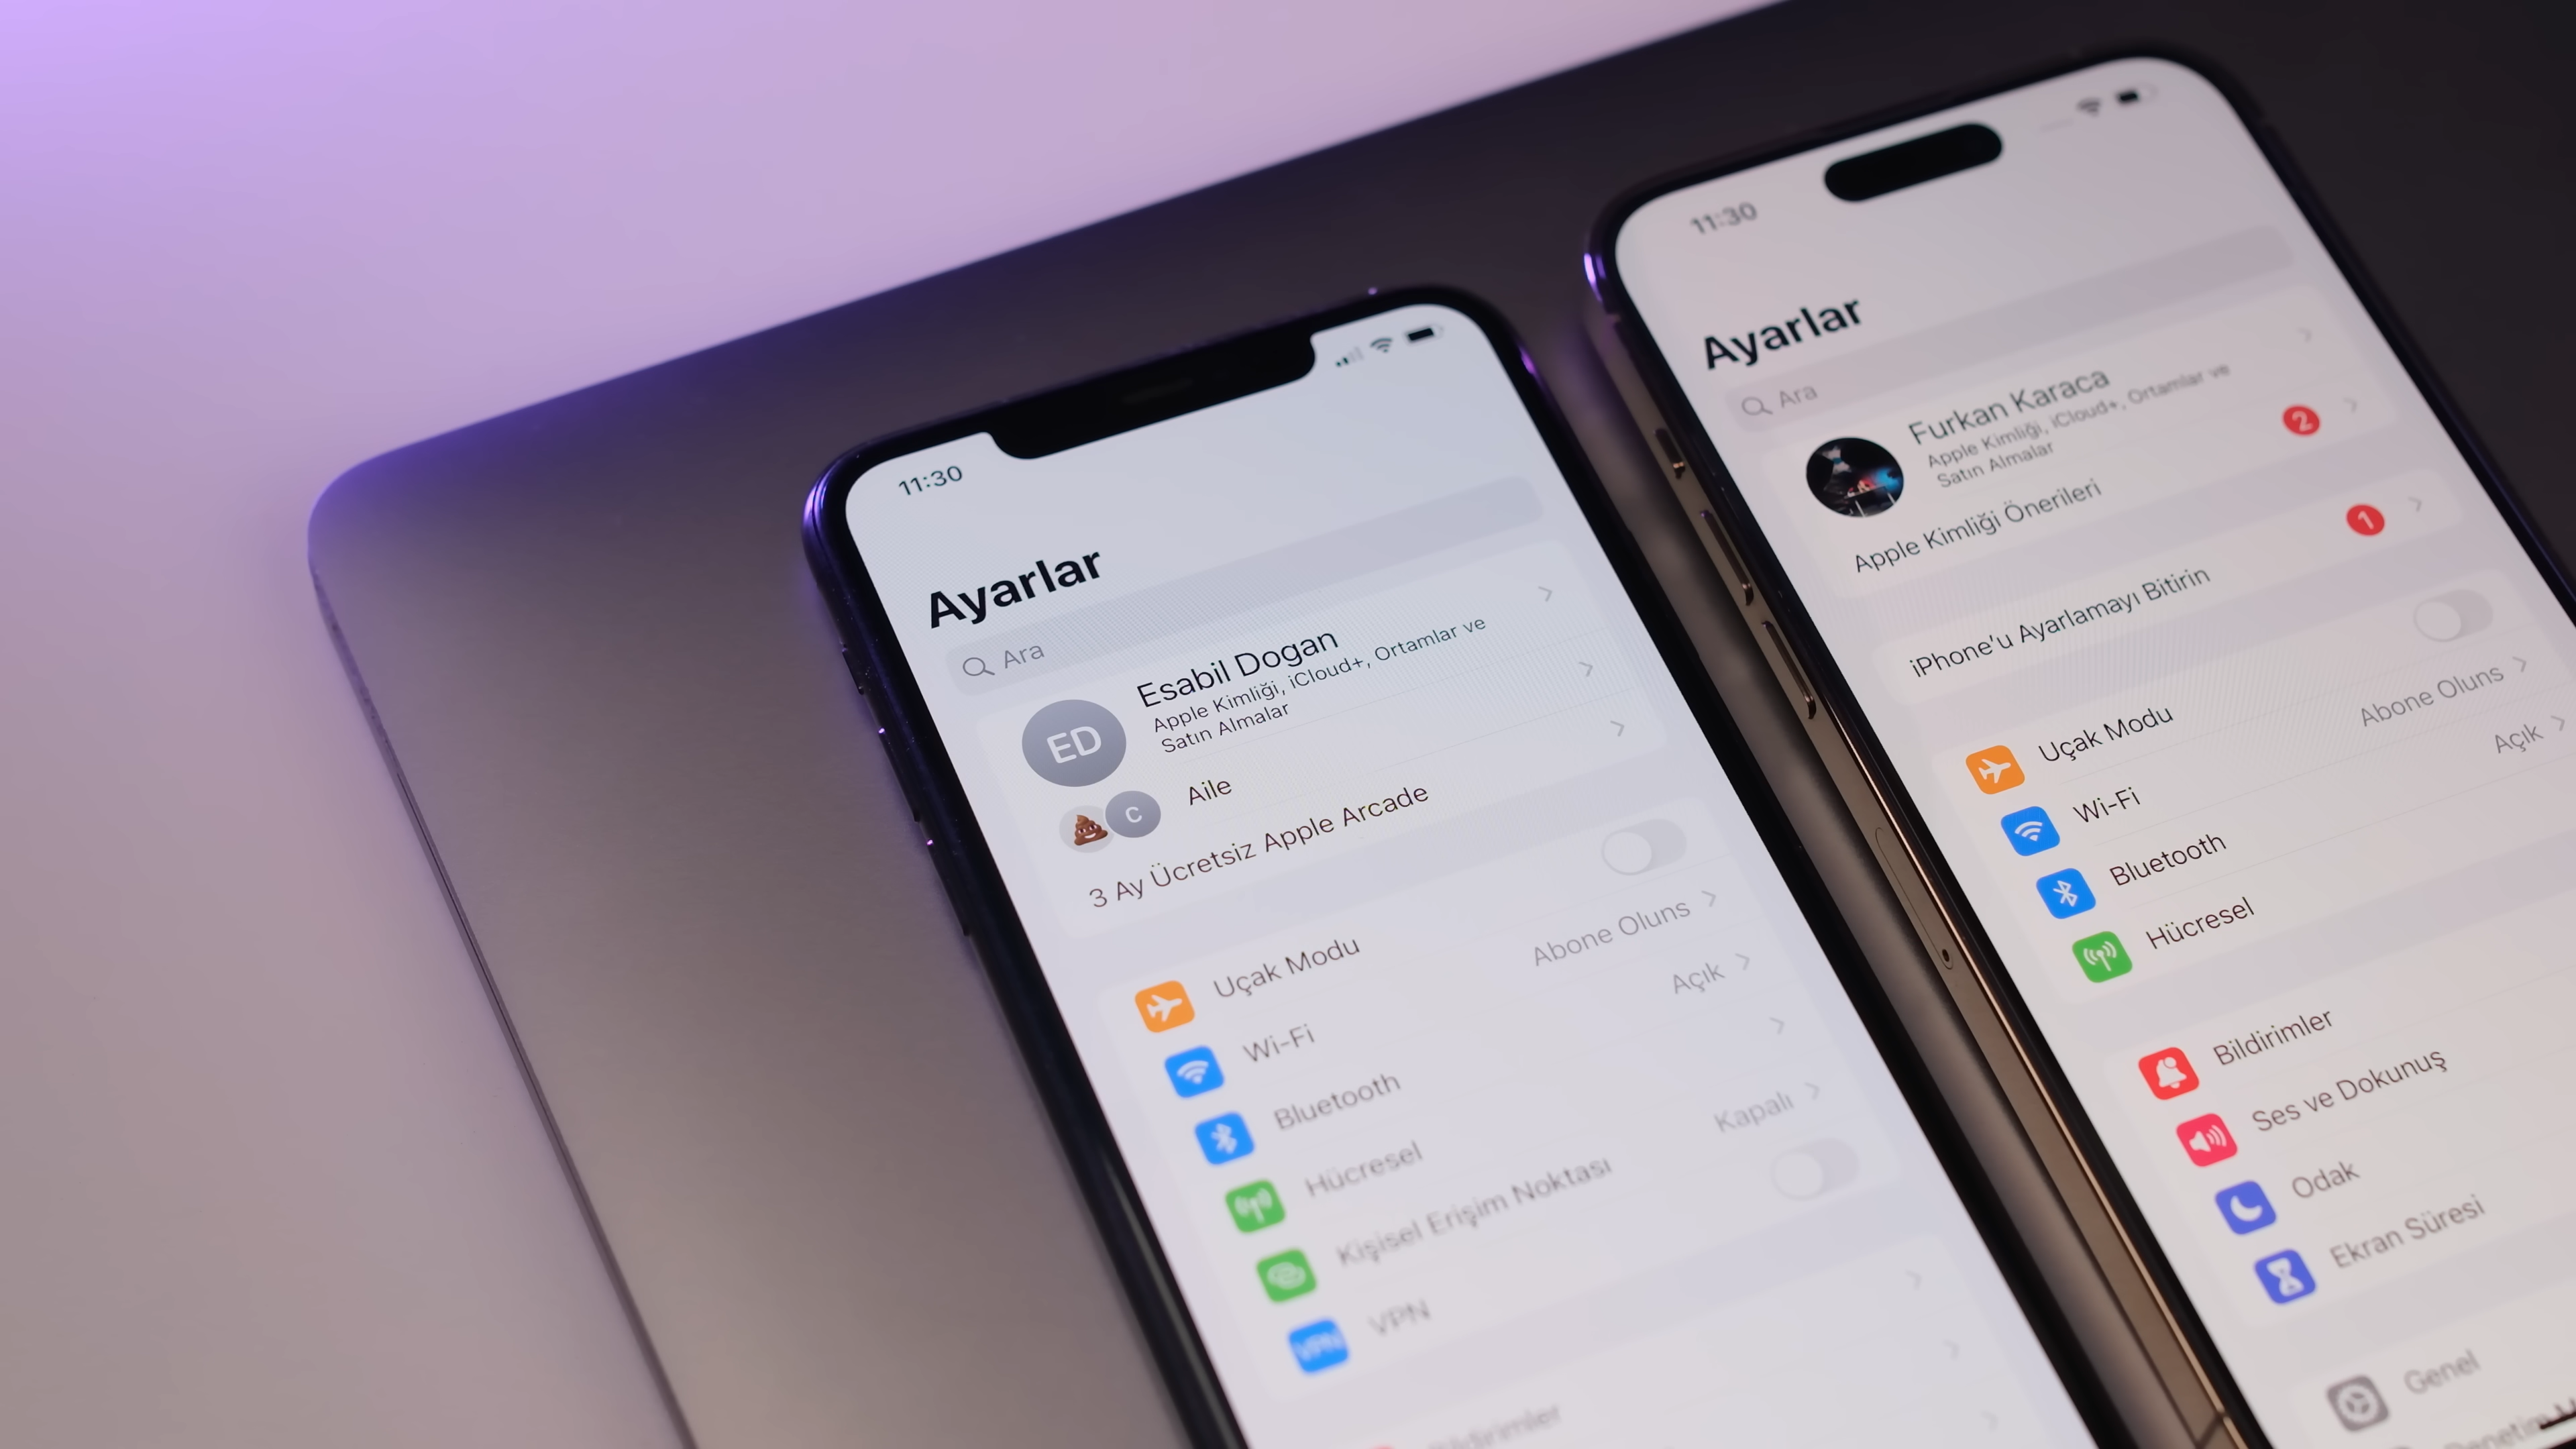 11:30
Ayarlar
Ara
ED
Esabil Dogan
Apple Kimliği, iCloud+, Ortamlar ve
Satın Almalar
C
Aile
3 Ay Ücretsiz Apple Arcade
Uçak Modu
Wi-Fi
Abone Oluns
Bluetooth
Açık
Hücresel
Kişisel Erişim Noktası
Kapalı
VPN
VPN
Bildirimler
11:30
Ayarlar
Ara
Furkan Karaca
Apple Kimliği, iCloud+, Ortamlar ve
Satın Almalar
Apple Kimliği Önerileri
2
iPhone'u Ayarlamayı Bitirin
1
Uçak Modu
Wi-Fi
Abone Oluns
Bluetooth
Açık
Hücresel
Bildirimler
Ses ve Dokunuş
Odak
Ekran Süresi
Genel